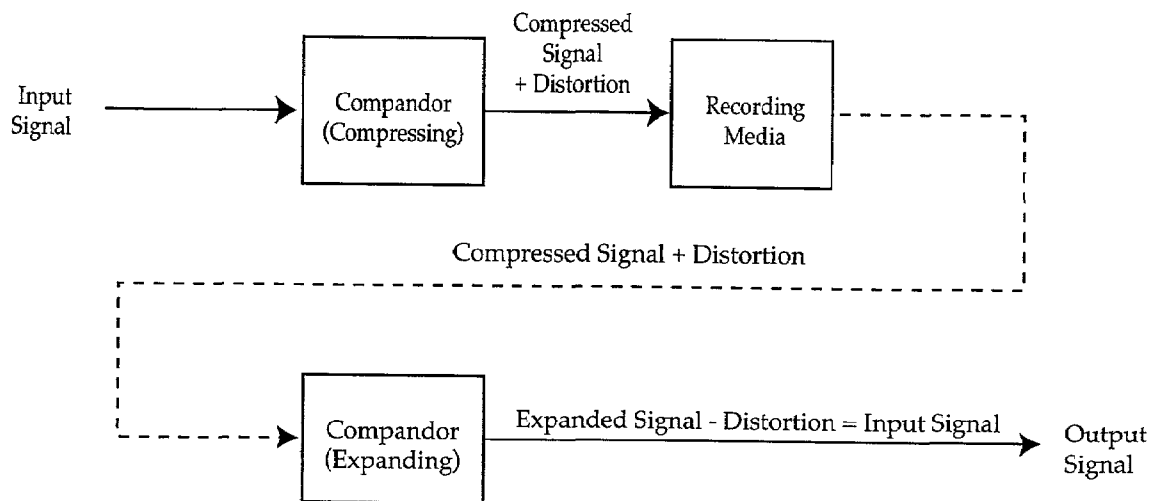 Input
Signal
Compandor
(Compressing)
Compressed
Signal
+ Distortion
Recording
Media
Compressed Signal + Distortion
Compandor
(Expanding)
Expanded Signal - Distortion = Input Signal
Output
Signal